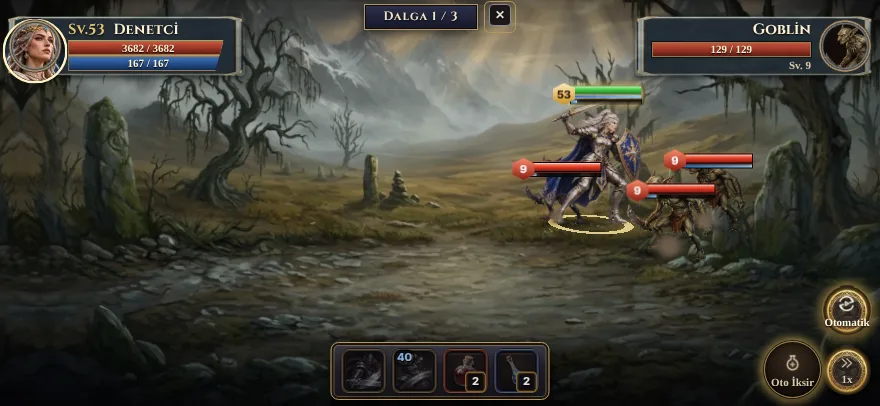 Sv.53 Denetci
3682 / 3682
167 / 167
Dalga 1 / 3
✕
Goblin
129 / 129
Sv. 9
53
9
9
9
40
2
2
Otomatik
Oto İksir
1x